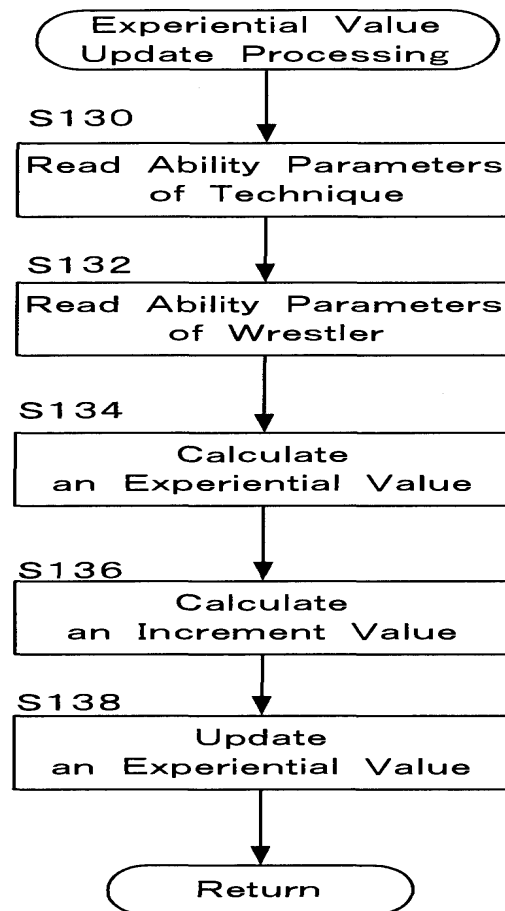 Experiential Value
Update Processing
S130
Read Ability Parameters
of Technique
S132
Read Ability Parameters
of Wrestler
S134
Calculate
an Experiential Value
S136
Calculate
an Increment Value
S138
Update
an Experiential Value
Return